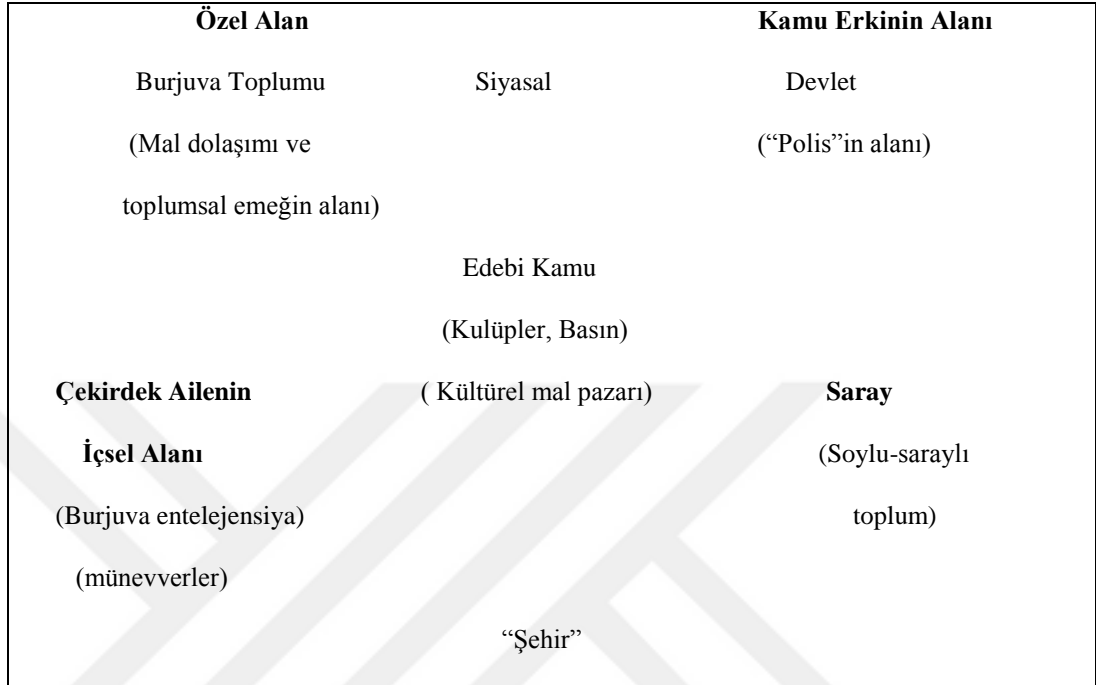 Özel Alan Kamu Erkinin Alanı
Burjuva Toplumu Siyasal Devlet
(Mal dolaşımı ve (“Polis”in alanı)
toplumsal emeğin alanı)
Edebi Kamu
(Kulüpler, Basın)
Çekirdek Ailenin ( Kültürel mal pazarı) Saray
İçsel Alanı (Soylu-saraylı
(Burjuva entelejensiya) toplum)
(münevverler)
“Şehir”